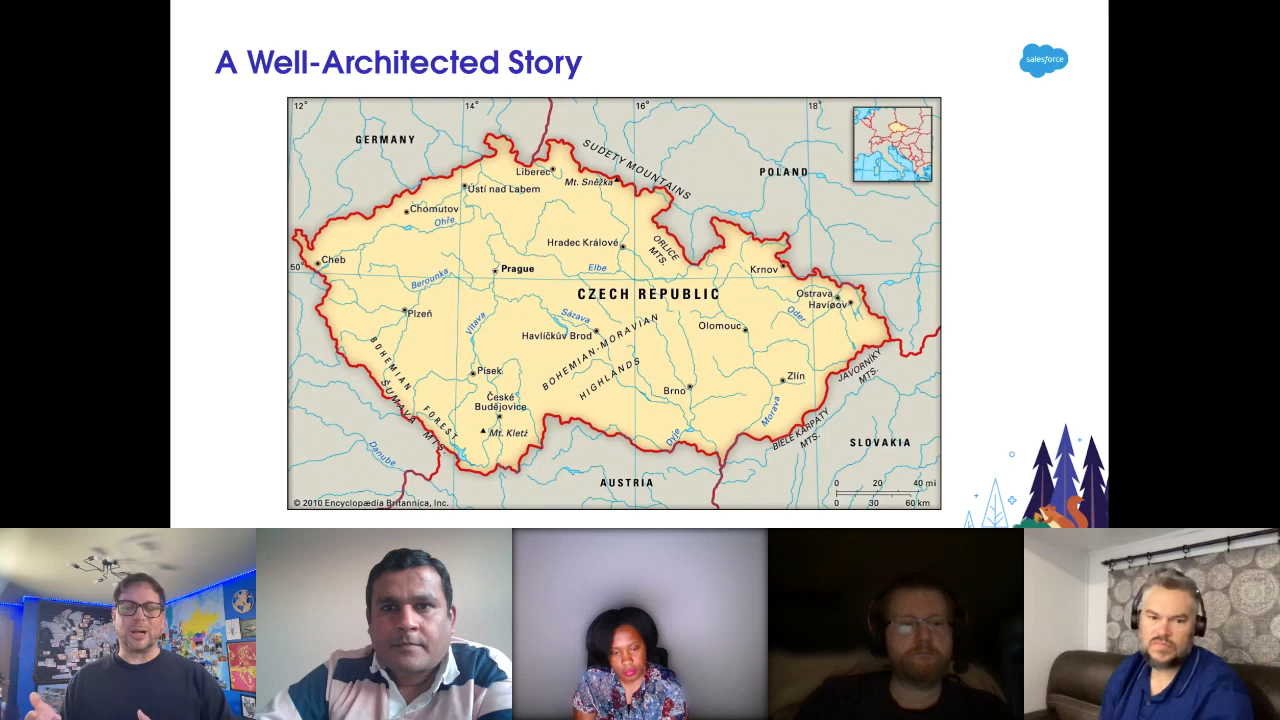 A Well-Architected Story
salesforce
12°
14°
16°
18°
GERMANY
SUDETY MOUNTAINS
POLAND
Liberec
Mt. Sněžka
Ústí nad Labem
Chomutov
Ohře
Hradec Králové
ORLICE
MTS.
Cheb
50°
Prague
Elbe
Krnov
Berounka
CZECH REPUBLIC
Ostrava
Havířov
Plzeň
Vltava
Sázava
Oder
Havlíčkův Brod
Olomouc
BOHEMIAN-MORAVIAN
HIGHLANDS
BOHEMIAN FOREST
ŠUMAVA MTS.
Písek
Zlín
JAVORNÍKY
MTS.
Brno
České
Budějovice
Mt. Kleť
Morava
Dyje
BIELE KARPATY
MTS.
Danube
SLOVAKIA
AUSTRIA
0 20 40 mi
0 30 60 km
© 2010 Encyclopædia Britannica, Inc.